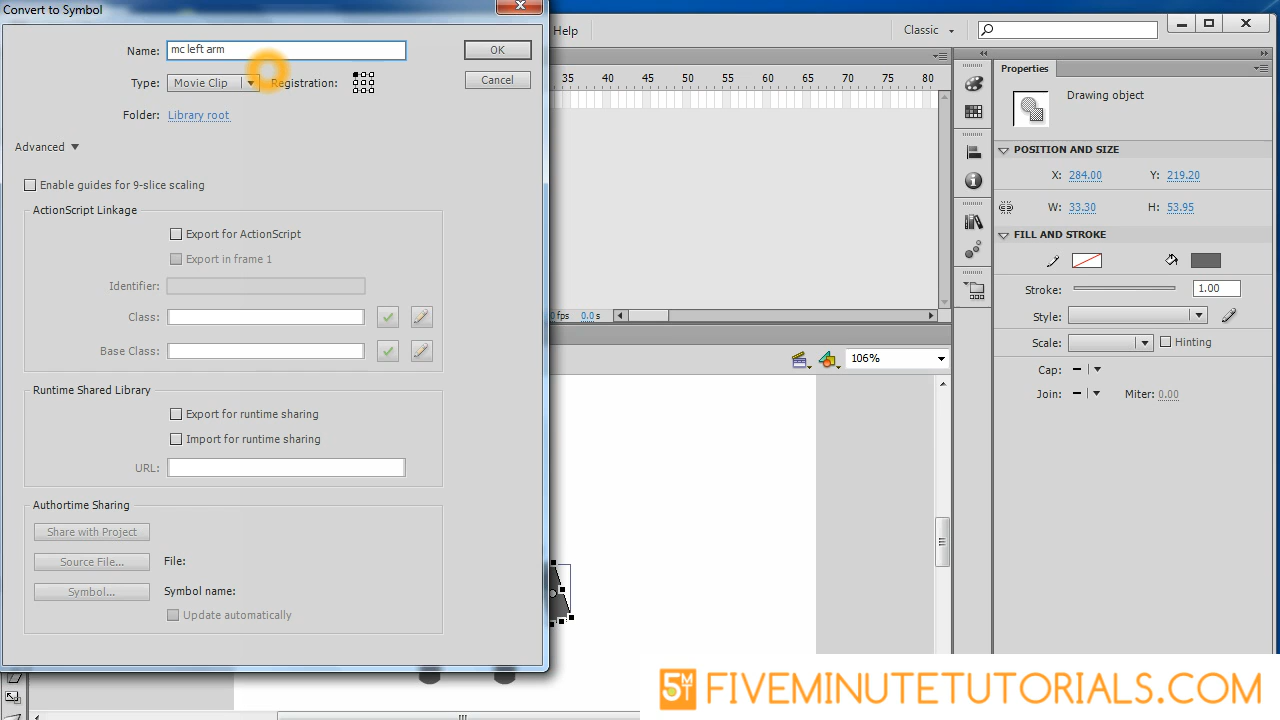 Convert to Symbol
Help
Classic
Name: mc left arm
OK
Type: Movie Clip
Registration:
Cancel
Folder: Library root
Advanced
Enable guides for 9-slice scaling
ActionScript Linkage
Export for ActionScript
Export in frame 1
Identifier:
Class:
Base Class:
Runtime Shared Library
Export for runtime sharing
Import for runtime sharing
URL:
Authortime Sharing
Share with Project
Source File...
File:
Symbol...
Symbol name:
Update automatically
35 40 45 50 55 60 65 70 75 80
fps 0.0 s
106%
Properties
Drawing object
POSITION AND SIZE
X: 284.00 Y: 219.20
W: 33.30 H: 53.95
FILL AND STROKE
Stroke: 1.00
Style:
Scale: Hinting
Cap:
Join: Miter: 0.00
5MT FIVEMINUTETUTORIALS.COM